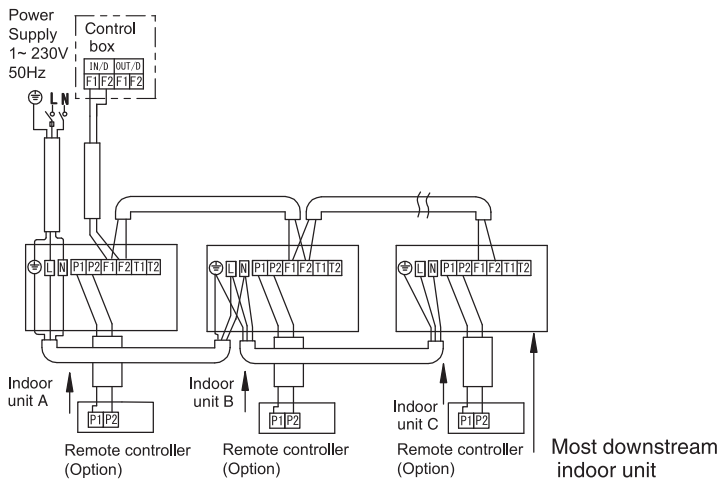 Power
Supply
1~ 230V
50Hz
Control
box
IN/D OUT/D
F1 F2 F1 F2
L N
L N P1 P2 F1 F2 T1 T2
L N P1 P2 F1 F2 T1 T2
L N P1 P2 F1 F2 T1 T2
Indoor
unit A
Indoor
unit B
Indoor
unit C
P1 P2
P1 P2
P1 P2
Remote controller
(Option)
Remote controller
(Option)
Remote controller
(Option)
Most downstream
indoor unit